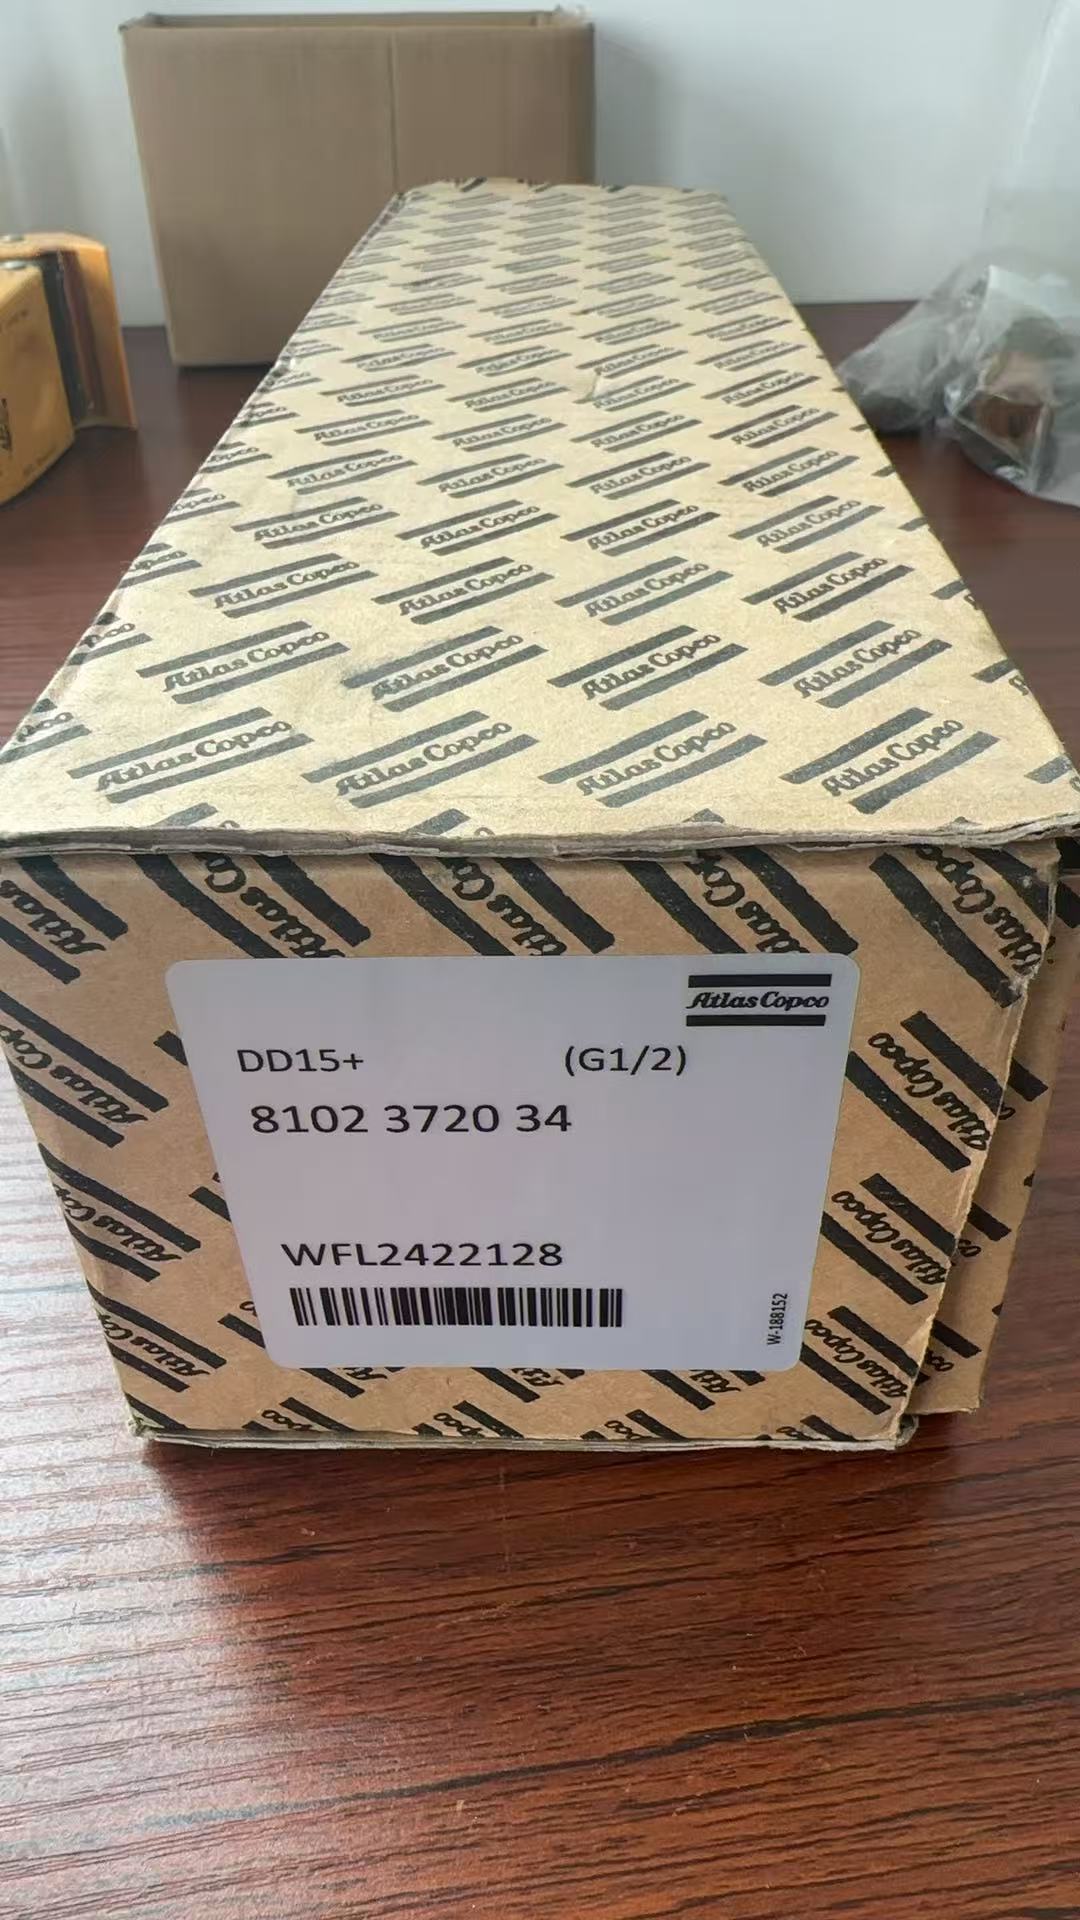 Atlas Copco
DD15+ (G1/2)
8102 3720 34
WFL2422128
W-188152